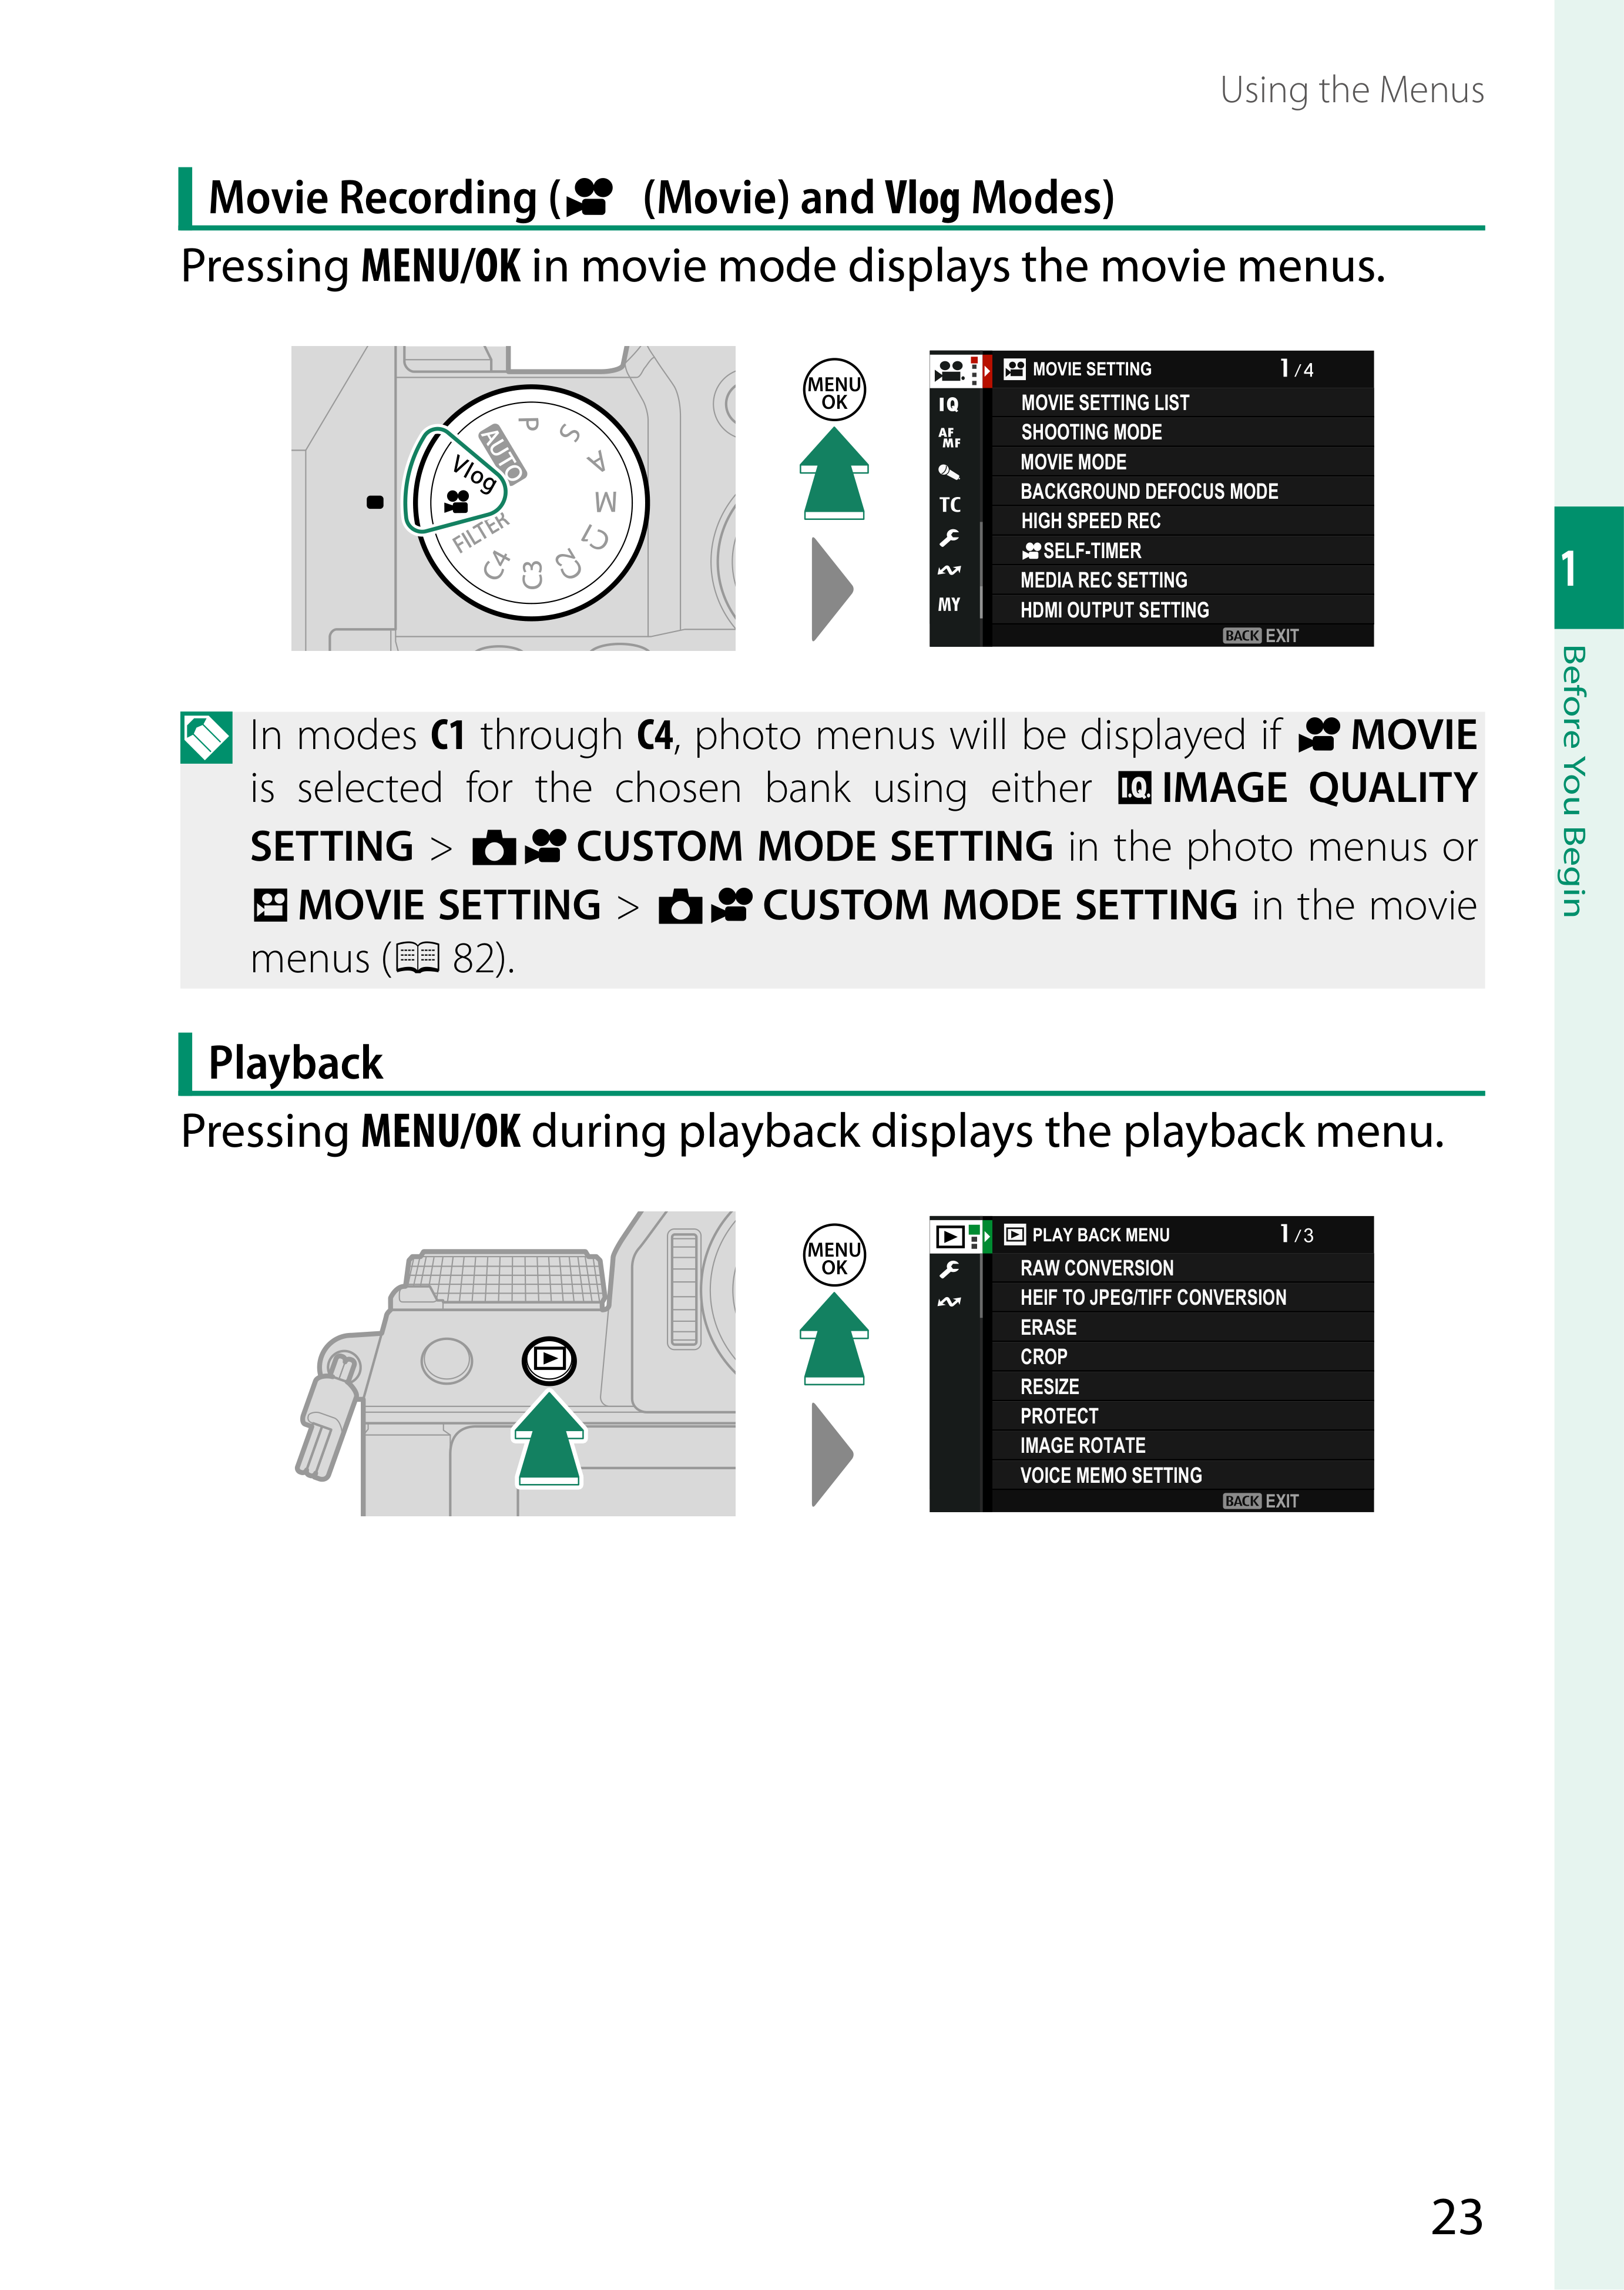 Using the Menus
Movie Recording ( (Movie) and Vlog Modes)
Pressing MENU/OK in movie mode displays the movie menus.
P
S
A
M
C1
C2
C3
C4
FILTER
Vlog
AUTO
MENU
OK
MOVIE SETTING 1/4
IQ
AF
MF
TC
MY
MOVIE SETTING LIST
SHOOTING MODE
MOVIE MODE
BACKGROUND DEFOCUS MODE
HIGH SPEED REC
SELF-TIMER
MEDIA REC SETTING
HDMI OUTPUT SETTING
BACK EXIT
1
Before You Begin
In modes C1 through C4, photo menus will be displayed if MOVIE
is selected for the chosen bank using either I.Q. IMAGE QUALITY
SETTING > CUSTOM MODE SETTING in the photo menus or
MOVIE SETTING > CUSTOM MODE SETTING in the movie
menus ( 82).
Playback
Pressing MENU/OK during playback displays the playback menu.
MENU
OK
PLAY BACK MENU 1/3
RAW CONVERSION
HEIF TO JPEG/TIFF CONVERSION
ERASE
CROP
RESIZE
PROTECT
IMAGE ROTATE
VOICE MEMO SETTING
BACK EXIT
23